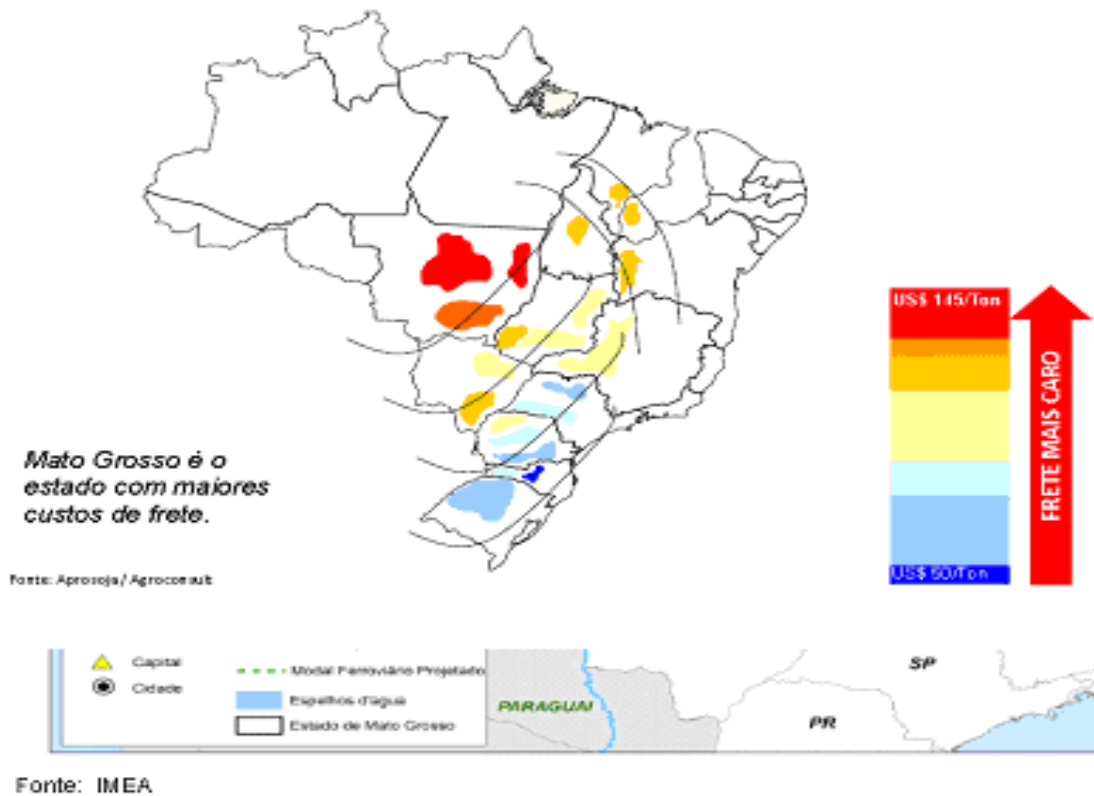 US$ 145/Ton
FRETE MAIS CARO
US$ 50/Ton
Mato Grosso é o
estado com maiores
custos de frete.
Fonte: Aprosoja / Agroconsult
Capital
Cidade
Modal Ferroviário Projetado
Espelhos d'água
Estado de Mato Grosso
PARAGUAI
SP
PR
Fonte: IMEA